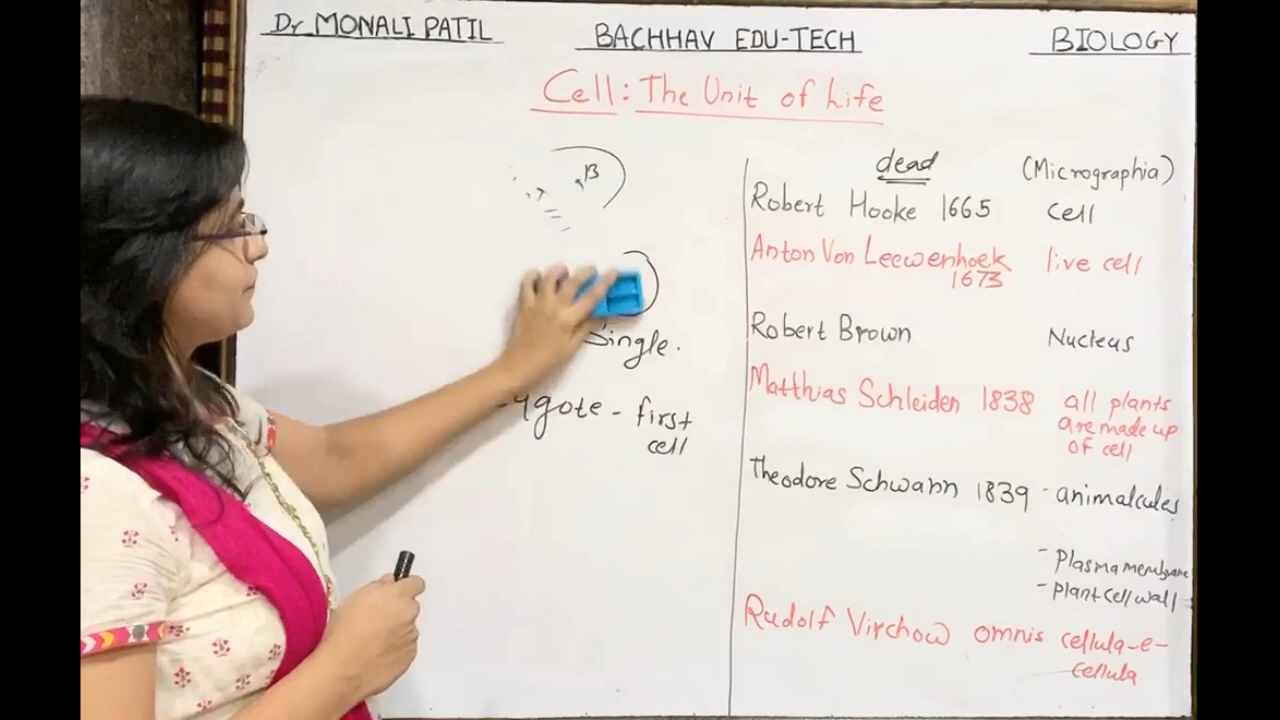 Dr MONALI PATIL
BACHHAV EDU-TECH
BIOLOGY
Cell: The Unit of Life
B
single.
ygote - first
cell
dead
(Micrographia)
Robert Hooke 1665 cell
Anton Von Leewenhoek live cell
1673
Robert Brown Nucleus
Matthias Schleiden 1838 all plants
are made up
of cell
Theodore Schwann 1839 - animalcules
- Plasma membrane
- plant cell wall
Rudolf Virchow omnis cellula-e-
cellula